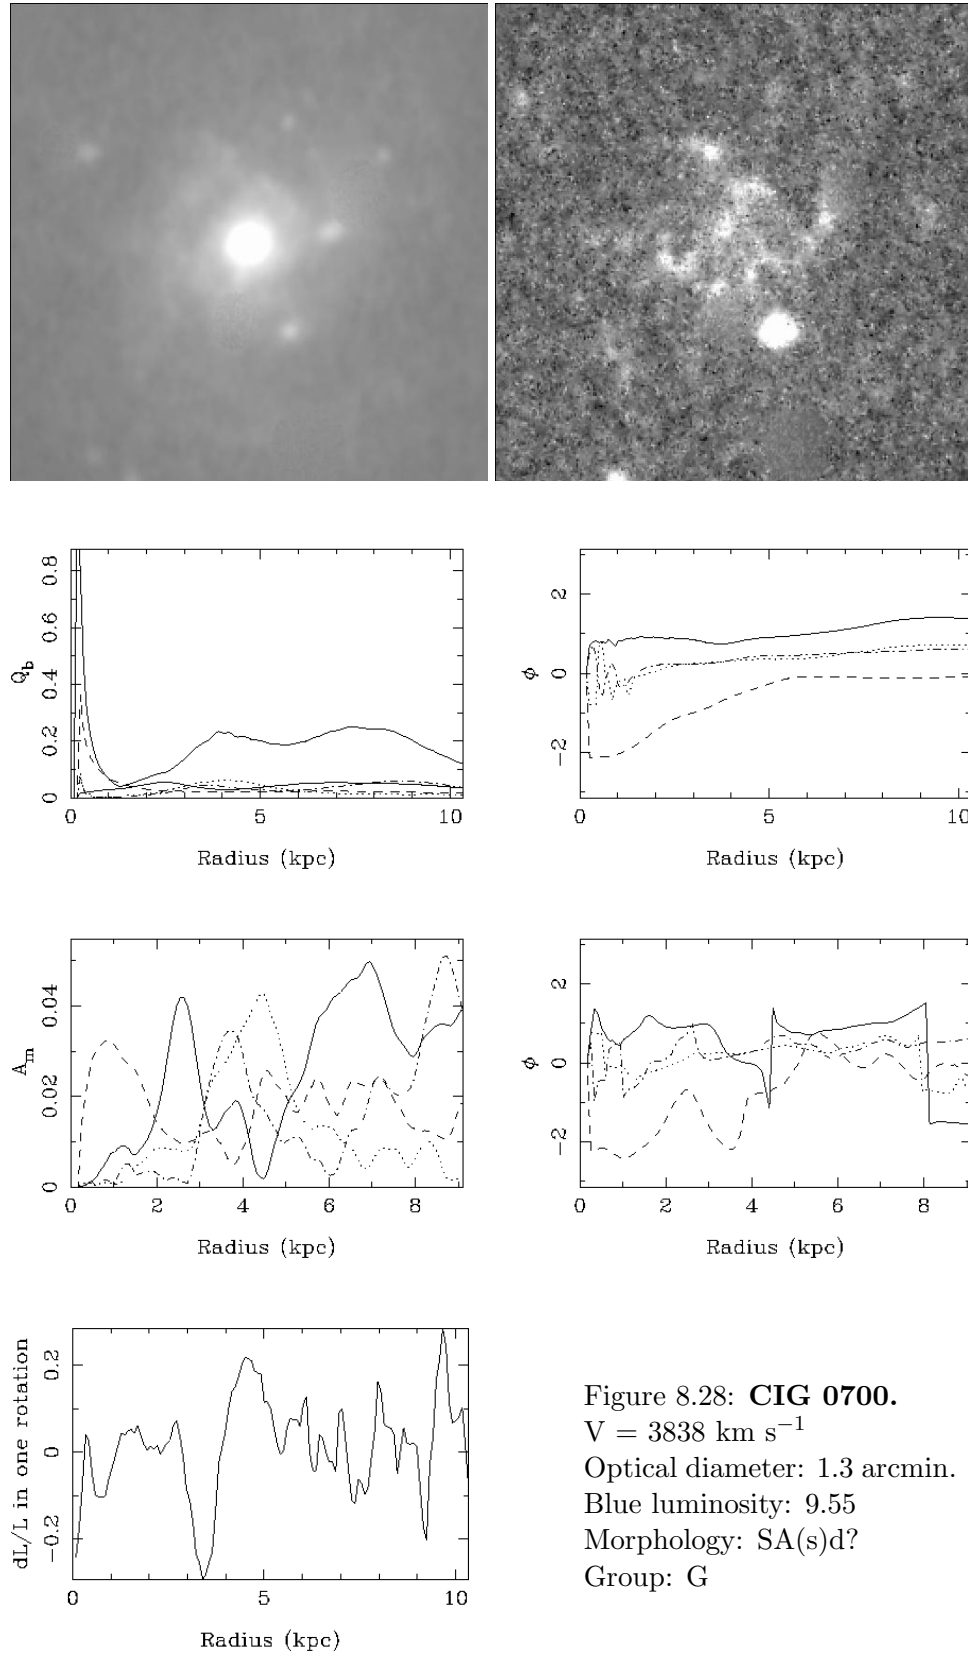 0.8
0.6
0.4
0.2
0
Q_b
0 5 10
Radius (kpc)
2
0
−2
φ
0 5 10
Radius (kpc)
0.04
0.02
0
A_m
0 2 4 6 8
Radius (kpc)
2
0
−2
φ
0 2 4 6 8
Radius (kpc)
0.2
0
−0.2
dL/L in one rotation
0 5 10
Radius (kpc)
Figure 8.28: CIG 0700.
V = 3838 km s⁻¹
Optical diameter: 1.3 arcmin.
Blue luminosity: 9.55
Morphology: SA(s)d?
Group: G